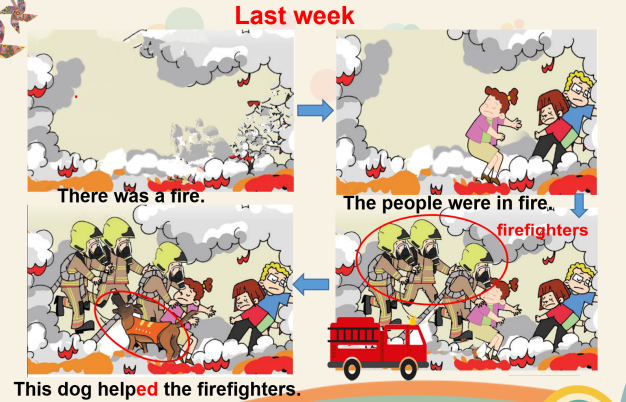 Last week
There was a fire.
The people were in fire.
firefighters
This dog helped the firefighters.